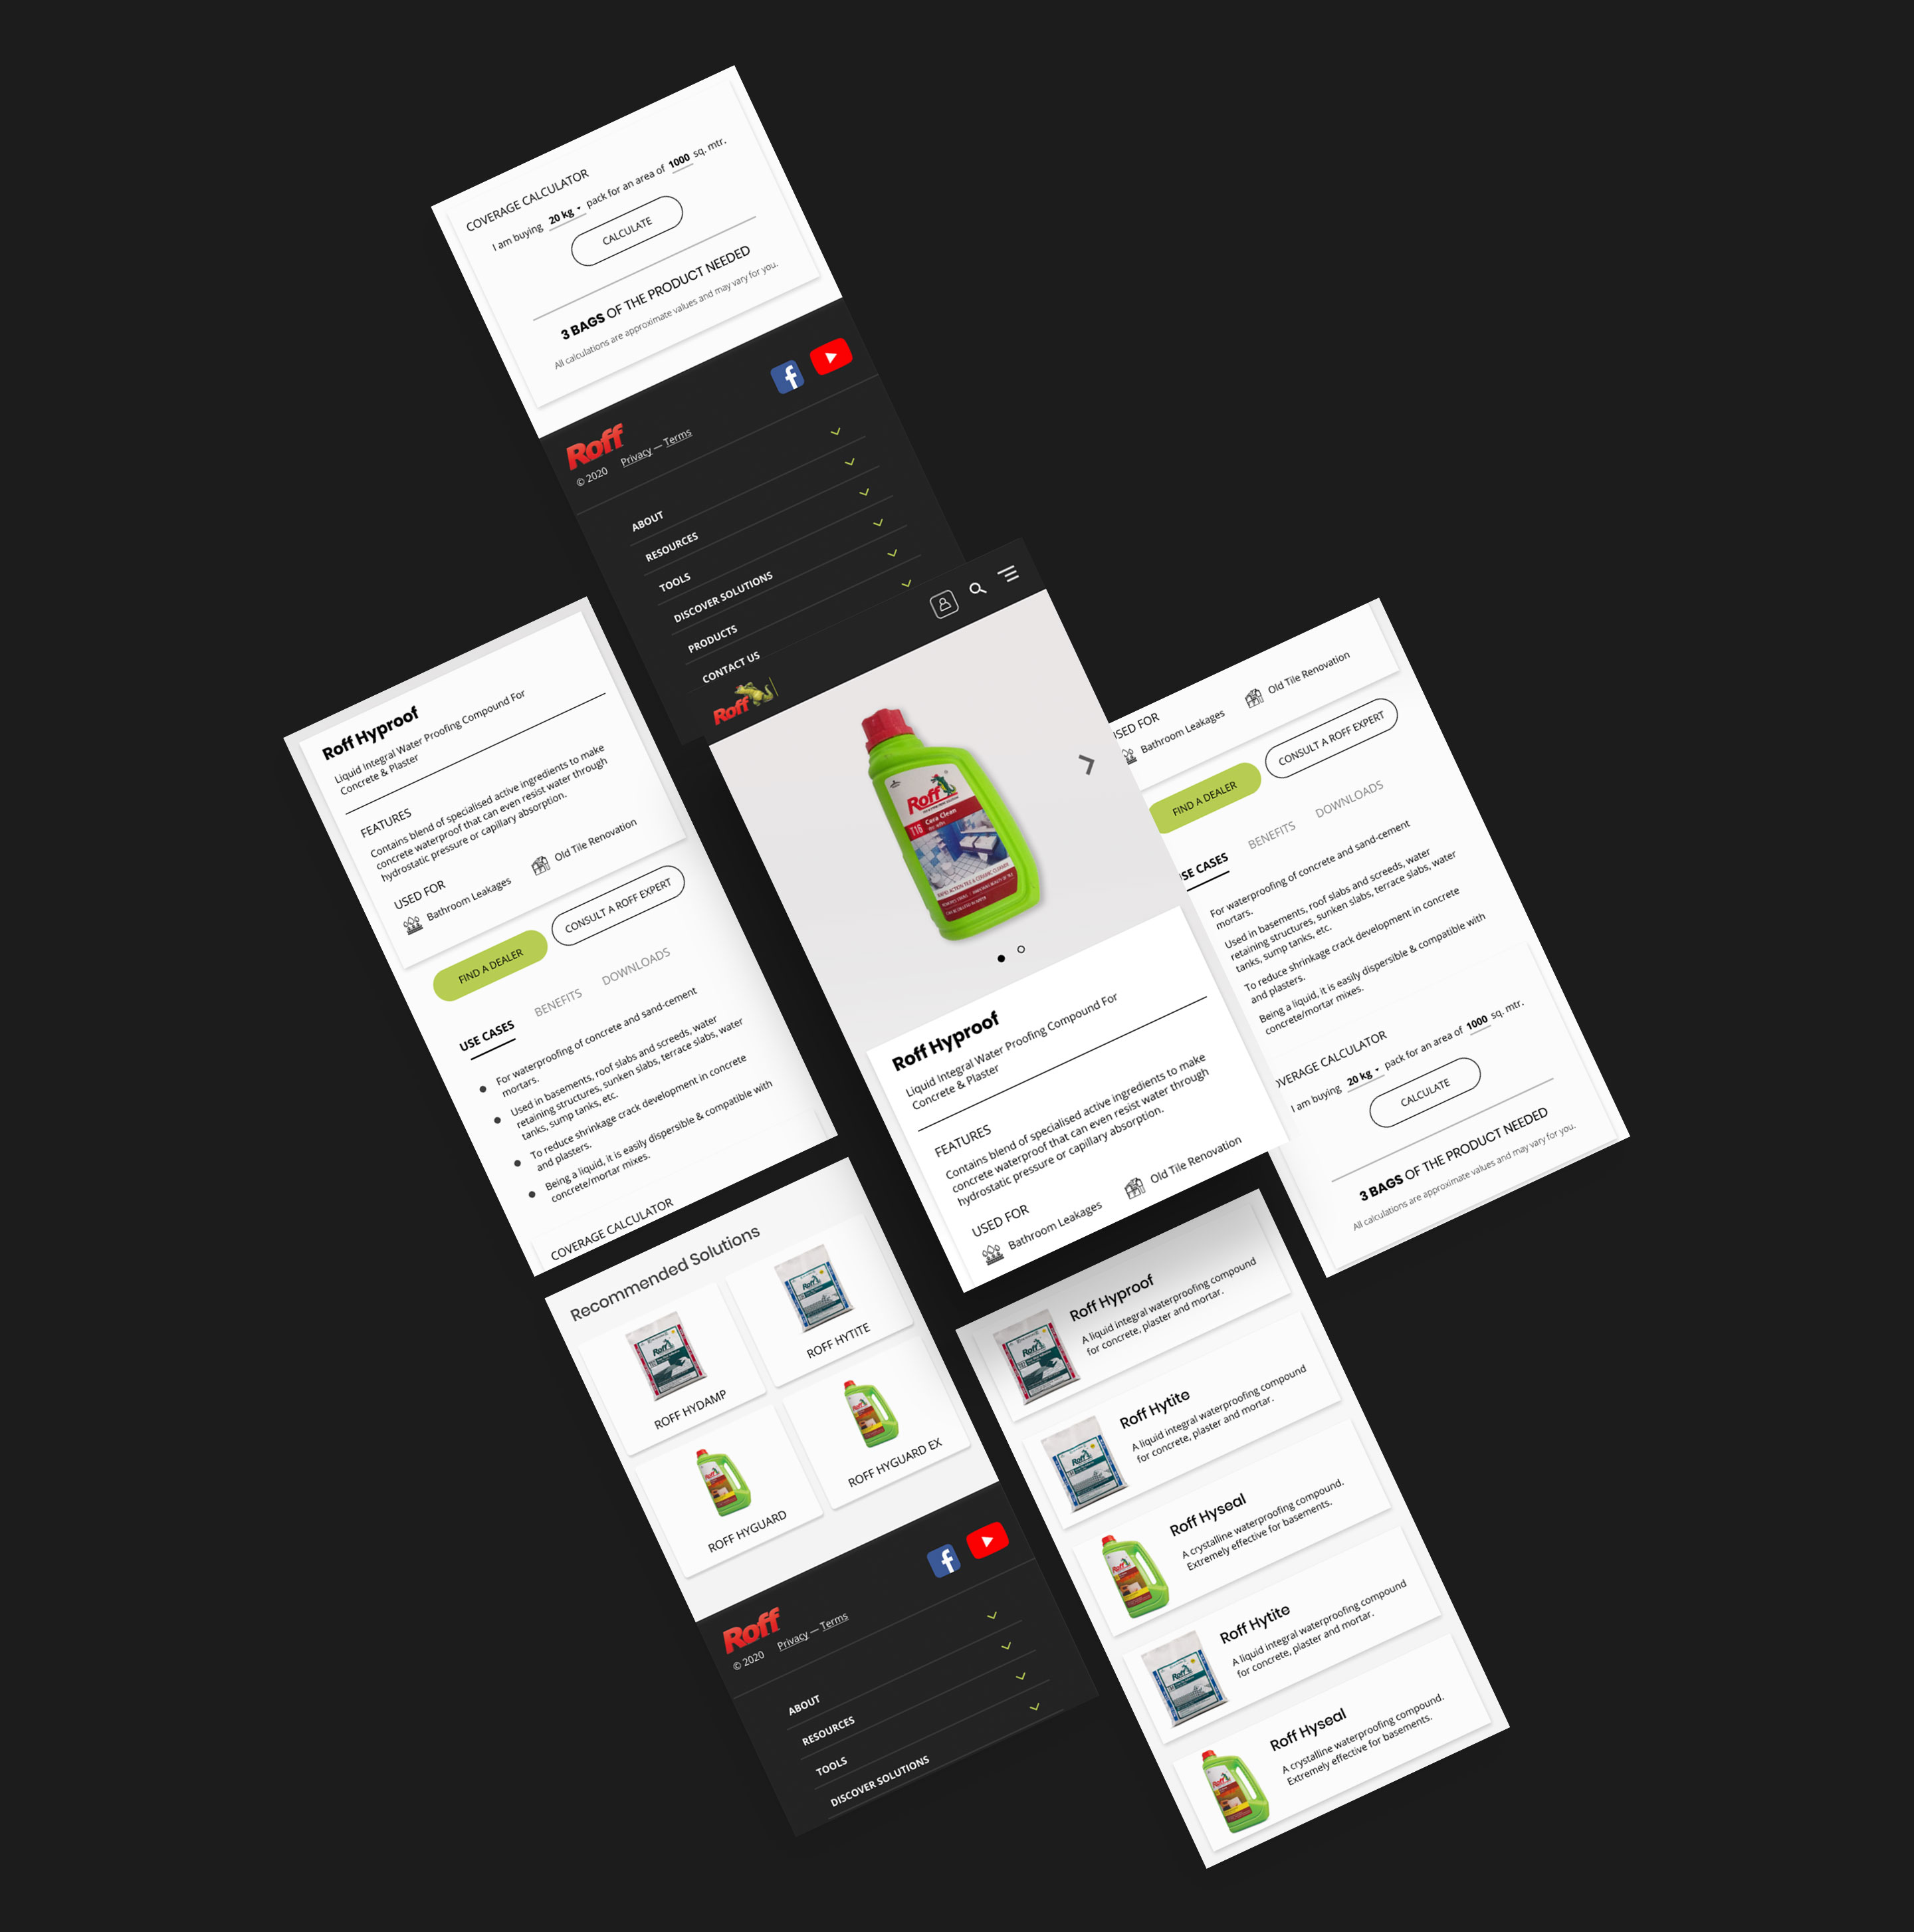 COVERAGE CALCULATOR
I am buying 20 kg pack for an area of 1000 sq. mtr.
CALCULATE
3 BAGS OF THE PRODUCT NEEDED
All calculations are approximate values and may vary for you.
Roff
© 2020 Privacy — Terms
ABOUT
RESOURCES
TOOLS
DISCOVER SOLUTIONS
PRODUCTS
CONTACT US
Roff Hyproof
Liquid Integral Water Proofing Compound For
Concrete & Plaster
FEATURES
Contains blend of specialised active ingredients to make
concrete waterproof that can even resist water through
hydrostatic pressure or capillary absorption.
USED FOR
Bathroom Leakages
Old Tile Renovation
FIND A DEALER
CONSULT A ROFF EXPERT
USE CASES
BENEFITS
DOWNLOADS
For waterproofing of concrete and sand-cement
mortars.
Used in basements, roof slabs and screeds, water
retaining structures, sunken slabs, terrace slabs, water
tanks, sump tanks, etc.
To reduce shrinkage crack development in concrete
and plasters.
Being a liquid, it is easily dispersible & compatible with
concrete/mortar mixes.
COVERAGE CALCULATOR
Roff
Roff
T16 Cera Clean
Roff Hyproof
Liquid Integral Water Proofing Compound For
Concrete & Plaster
FEATURES
Contains blend of specialised active ingredients to make
concrete waterproof that can even resist water through
hydrostatic pressure or capillary absorption.
USED FOR
Bathroom Leakages
Old Tile Renovation
USED FOR
Bathroom Leakages
Old Tile Renovation
FIND A DEALER
CONSULT A ROFF EXPERT
USE CASES
BENEFITS
DOWNLOADS
For waterproofing of concrete and sand-cement
mortars.
Used in basements, roof slabs and screeds, water
retaining structures, sunken slabs, terrace slabs, water
tanks, sump tanks, etc.
To reduce shrinkage crack development in concrete
and plasters.
Being a liquid, it is easily dispersible & compatible with
concrete/mortar mixes.
OVERAGE CALCULATOR
I am buying 20 kg pack for an area of 1000 sq. mtr.
CALCULATE
3 BAGS OF THE PRODUCT NEEDED
All calculations are approximate values and may vary for you.
Recommended Solutions
Roff
ROFF HYDAMP
Roff
ROFF HYTITE
Roff
ROFF HYGUARD
Roff
ROFF HYGUARD EX
Roff
© 2020 Privacy — Terms
ABOUT
RESOURCES
TOOLS
DISCOVER SOLUTIONS
Roff
Roff Hyproof
A liquid integral waterproofing compound
for concrete, plaster and mortar.
Roff
Roff Hytite
A liquid integral waterproofing compound
for concrete, plaster and mortar.
Roff
Roff Hyseal
A crystalline waterproofing compound.
Extremely effective for basements.
Roff
Roff Hytite
A liquid integral waterproofing compound
for concrete, plaster and mortar.
Roff
Roff Hyseal
A crystalline waterproofing compound.
Extremely effective for basements.